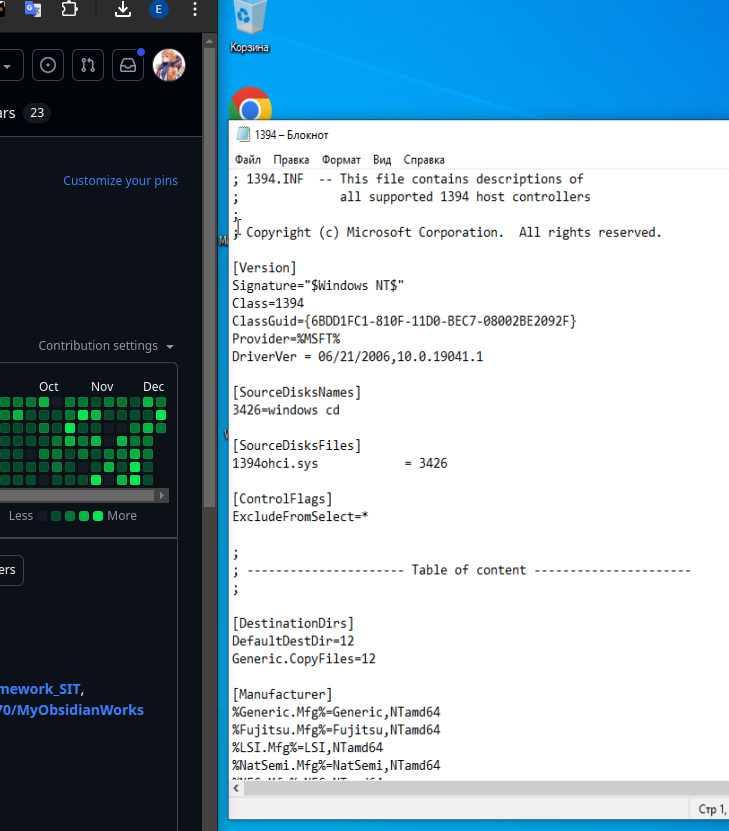 E
ars 23
Customize your pins
Contribution settings
Oct Nov Dec
Less More
ers
mework_SIT,
70/MyObsidianWorks
Корзина
1394 – Блокнот
Файл Правка Формат Вид Справка
; 1394.INF -- This file contains descriptions of
; all supported 1394 host controllers
;
; Copyright (c) Microsoft Corporation. All rights reserved.
[Version]
Signature="$Windows NT$"
Class=1394
ClassGuid={6BDD1FC1-810F-11D0-BEC7-08002BE2092F}
Provider=%MSFT%
DriverVer = 06/21/2006,10.0.19041.1
[SourceDisksNames]
3426=windows cd
[SourceDisksFiles]
1394ohci.sys = 3426
[ControlFlags]
ExcludeFromSelect=*
;
; ---------------------- Table of content ----------------------
;
[DestinationDirs]
DefaultDestDir=12
Generic.CopyFiles=12
[Manufacturer]
%Generic.Mfg%=Generic,NTamd64
%Fujitsu.Mfg%=Fujitsu,NTamd64
%LSI.Mfg%=LSI,NTamd64
%NatSemi.Mfg%=NatSemi,NTamd64
Стр 1,